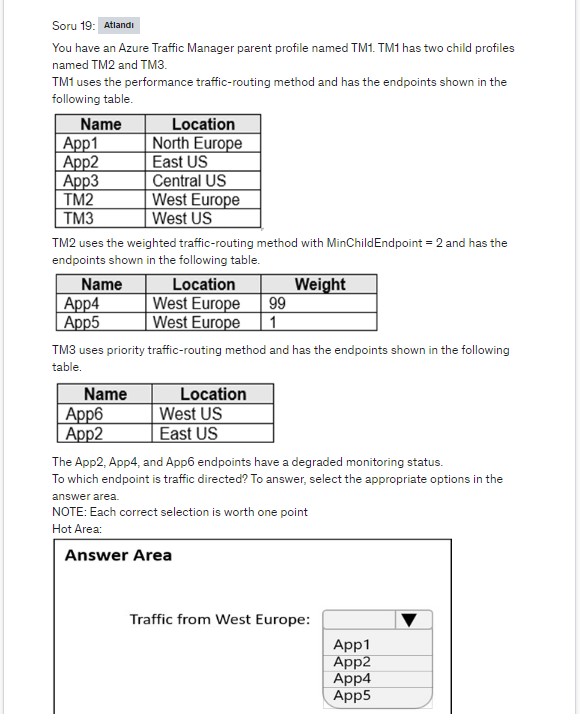 Soru 19: Atlandı
You have an Azure Traffic Manager parent profile named TM1. TM1 has two child profiles
named TM2 and TM3.
TM1 uses the performance traffic-routing method and has the endpoints shown in the
following table.
Name Location
App1 North Europe
App2 East US
App3 Central US
TM2 West Europe
TM3 West US
TM2 uses the weighted traffic-routing method with MinChildEndpoint = 2 and has the
endpoints shown in the following table.
Name Location Weight
App4 West Europe 99
App5 West Europe 1
TM3 uses priority traffic-routing method and has the endpoints shown in the following
table.
Name Location
App6 West US
App2 East US
The App2, App4, and App6 endpoints have a degraded monitoring status.
To which endpoint is traffic directed? To answer, select the appropriate options in the
answer area.
NOTE: Each correct selection is worth one point
Hot Area:
Answer Area
Traffic from West Europe:
App1
App2
App4
App5